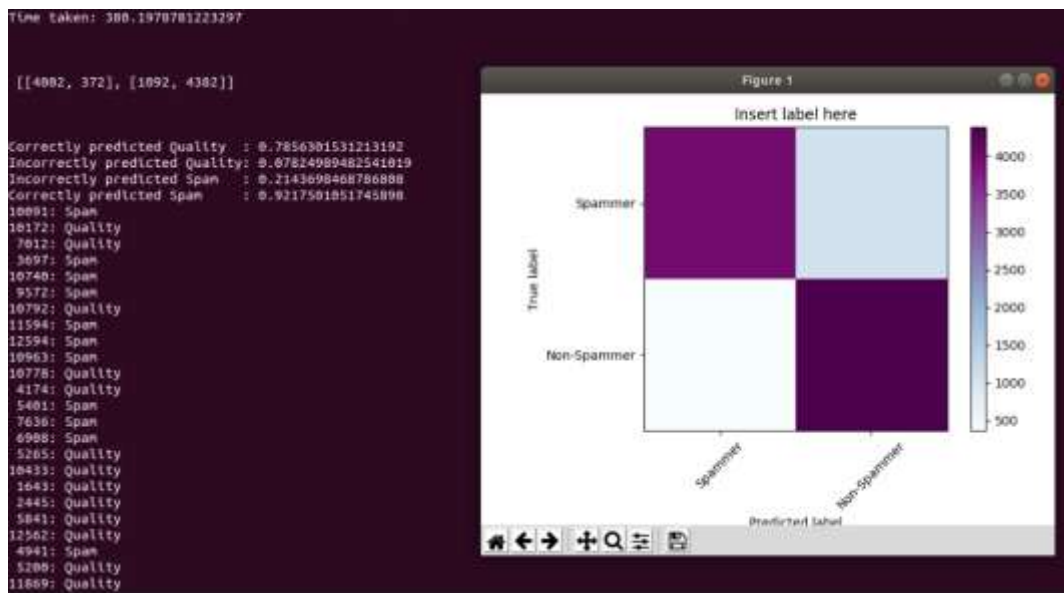 Time taken:
[[4002, 372], [1092, 4382]]
Correctly predicted Quality : 0.7856301531213192
Incorrectly predicted Quality: 0.07824989482541019
Incorrectly predicted Spam : 0.2143698468786808
Correctly predicted Spam : 0.9217501051745898
10091: Spam
10172: Quality
7012: Quality
3697: Spam
10740: Spam
9572: Spam
10792: Quality
11594: Spam
12594: Spam
10963: Spam
10778: Quality
4174: Quality
5401: Spam
7636: Spam
6908: Spam
5265: Quality
10433: Quality
1643: Quality
2445: Quality
5041: Quality
12562: Quality
4941: Spam
5200: Quality
11869: Quality
Figure 1
Insert label here
Spammer
Non-Spammer
True label
Spammer
Non-Spammer
Predicted label
4000
3500
3000
2500
2000
1500
1000
500